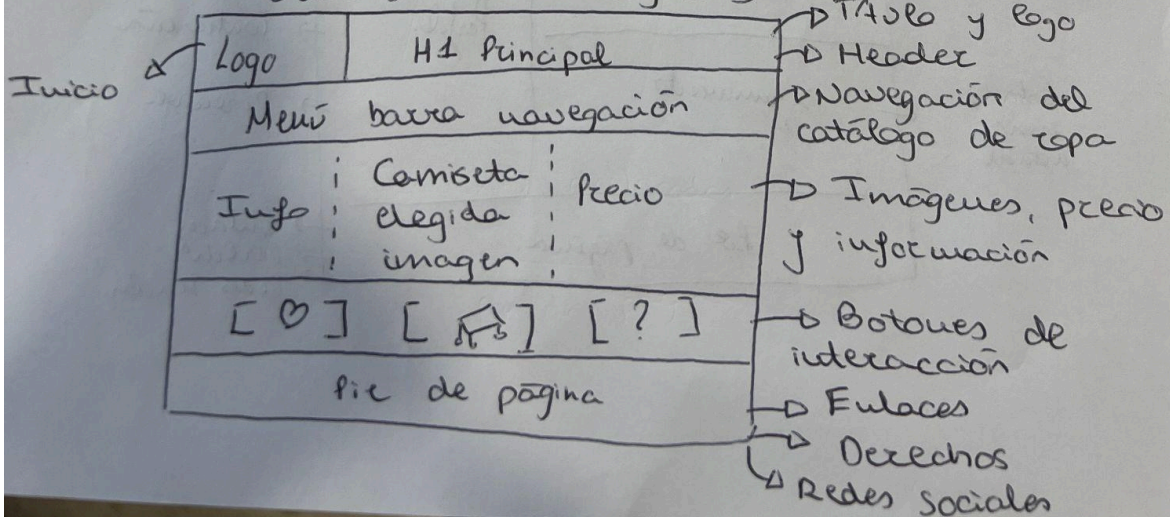 Título y logo
Logo H1 Principal
Header
Inicio
Menú barra navegación
Navegación del
catálogo de ropa
Info
Camiseta
elegida
imagen
Precio
Imágenes, precio
y información
[ ♡ ] [ ] [ ? ]
Botones de
interacción
Pie de página
Enlaces
Derechos
Redes sociales